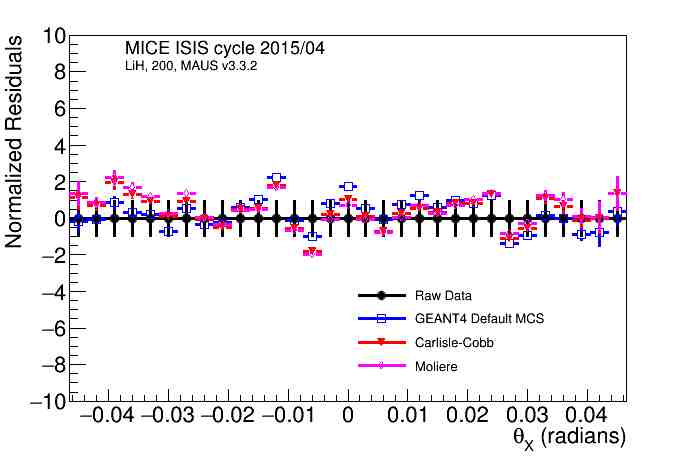 MICE ISIS cycle 2015/04
LiH, 200, MAUS v3.3.2
Normalized Residuals
10
8
6
4
2
0
−2
−4
−6
−8
−10
Raw Data
GEANT4 Default MCS
Carlisle-Cobb
Moliere
−0.04 −0.03 −0.02 −0.01 0 0.01 0.02 0.03 0.04
θX (radians)